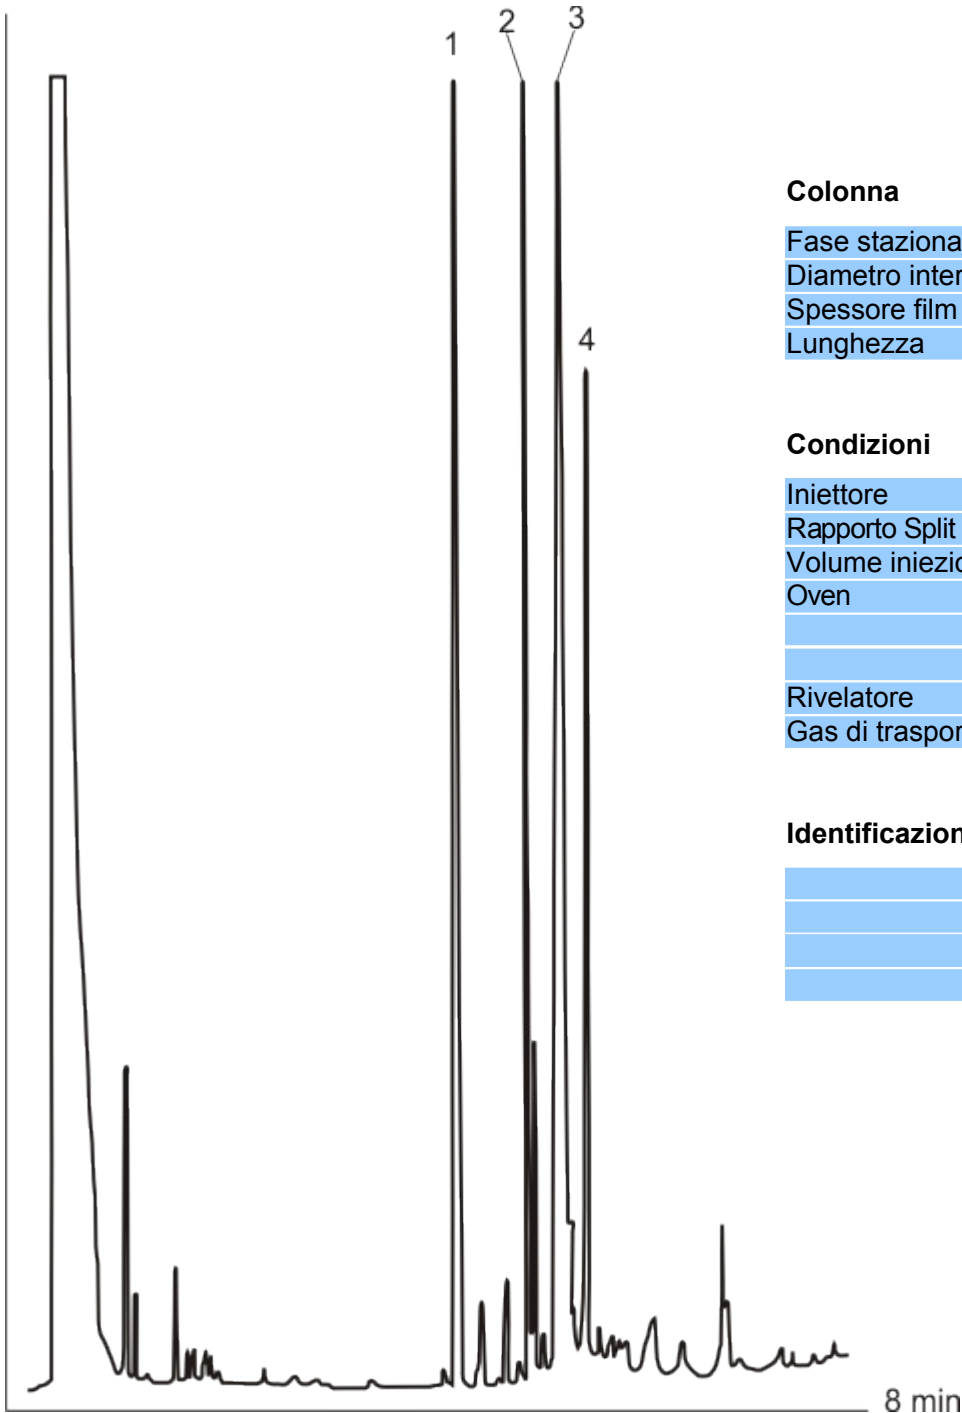 1
2
3
4
8 min
Colonna
Fase staziona
Diametro inter
Spessore film
Lunghezza
Condizioni
Iniettore
Rapporto Split
Volume iniezio
Oven
Rivelatore
Gas di traspor
Identificazion